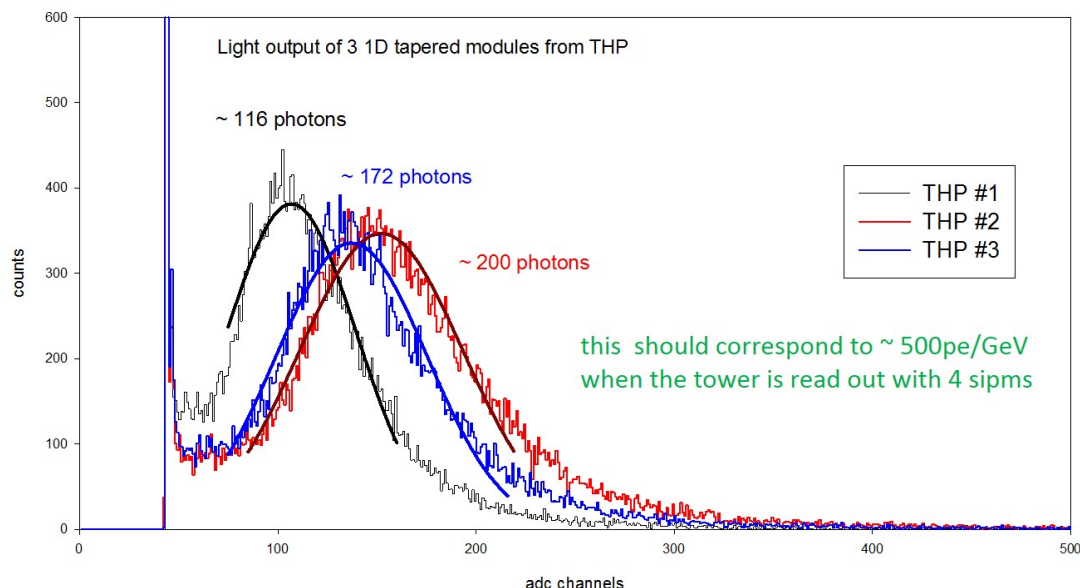 600
Light output of 3 1D tapered modules from THP
500
~ 116 photons
400
~ 172 photons
THP #1
THP #2
THP #3
~ 200 photons
300
counts
this  should correspond to ~ 500pe/GeV
when the tower is read out with 4 sipms
200
100
0
0 100 200 300 400 500
adc channels